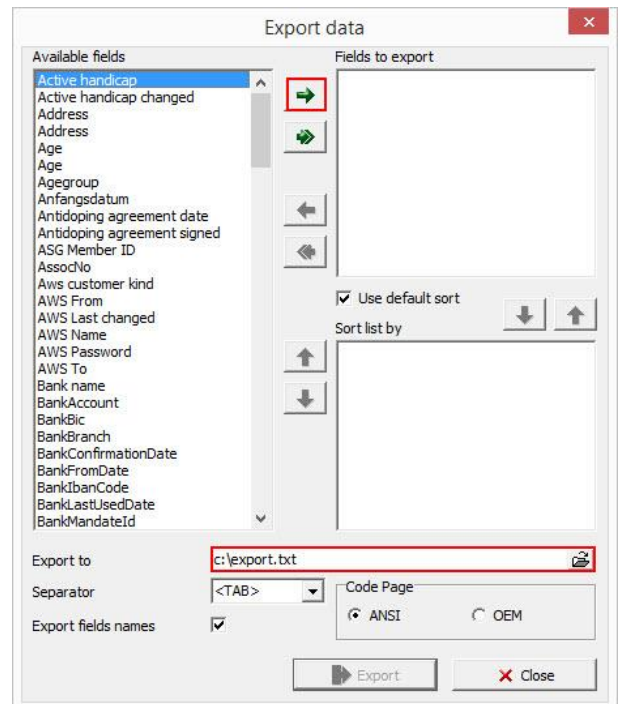 Export data
Available fields
Fields to export
Active handicap
Active handicap changed
Address
Address
Age
Age
Agegroup
Anfangsdatum
Antidoping agreement date
Antidoping agreement signed
ASG Member ID
AssocNo
Aws customer kind
AWS From
AWS Last changed
AWS Name
AWS Password
AWS To
Bank name
BankAccount
BankBic
BankBranch
BankConfirmationDate
BankFromDate
BankIbanCode
BankLastUsedDate
BankMandateId
Use default sort
Sort list by
Export to
c:\export.txt
Separator
<TAB>
Export fields names
Code Page
ANSI
OEM
Export
Close